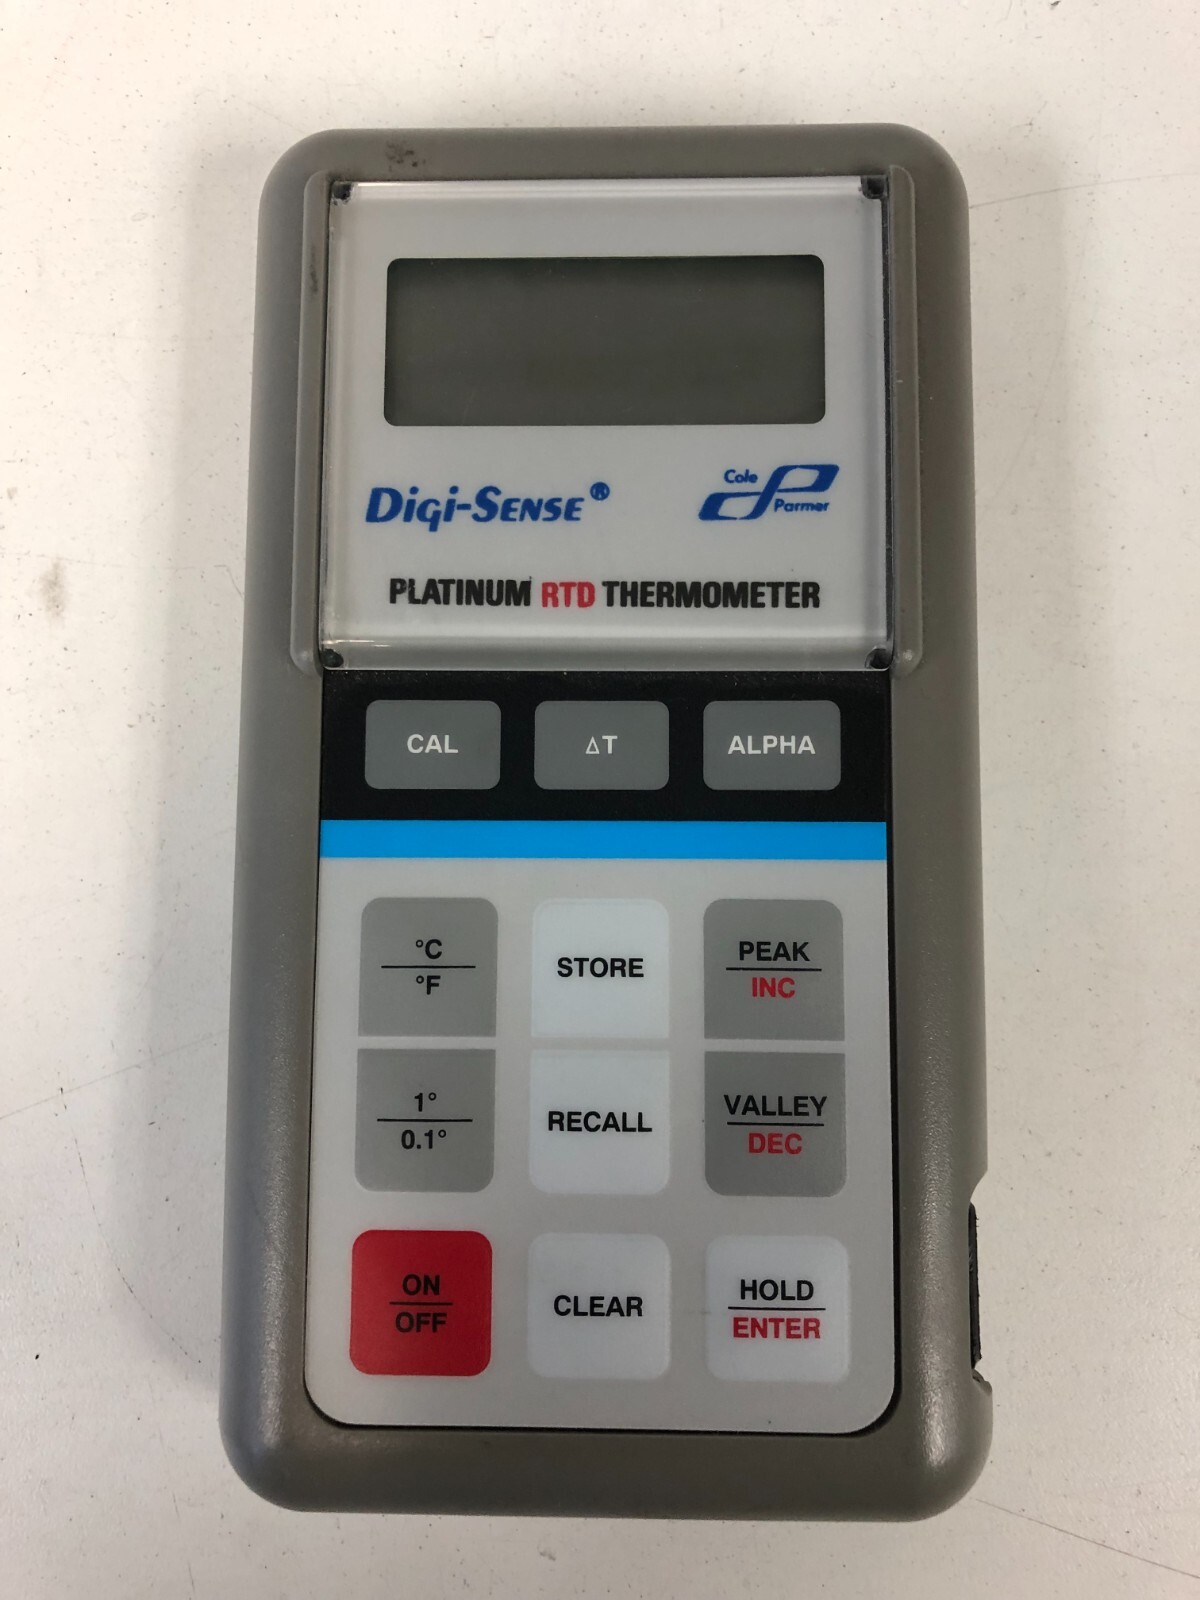 Digi-Sense®
Cole
Parmer
PLATINUM RTD THERMOMETER
CAL
ΔT
ALPHA
°C
°F
STORE
PEAK
INC
1°
0.1°
RECALL
VALLEY
DEC
ON
OFF
CLEAR
HOLD
ENTER